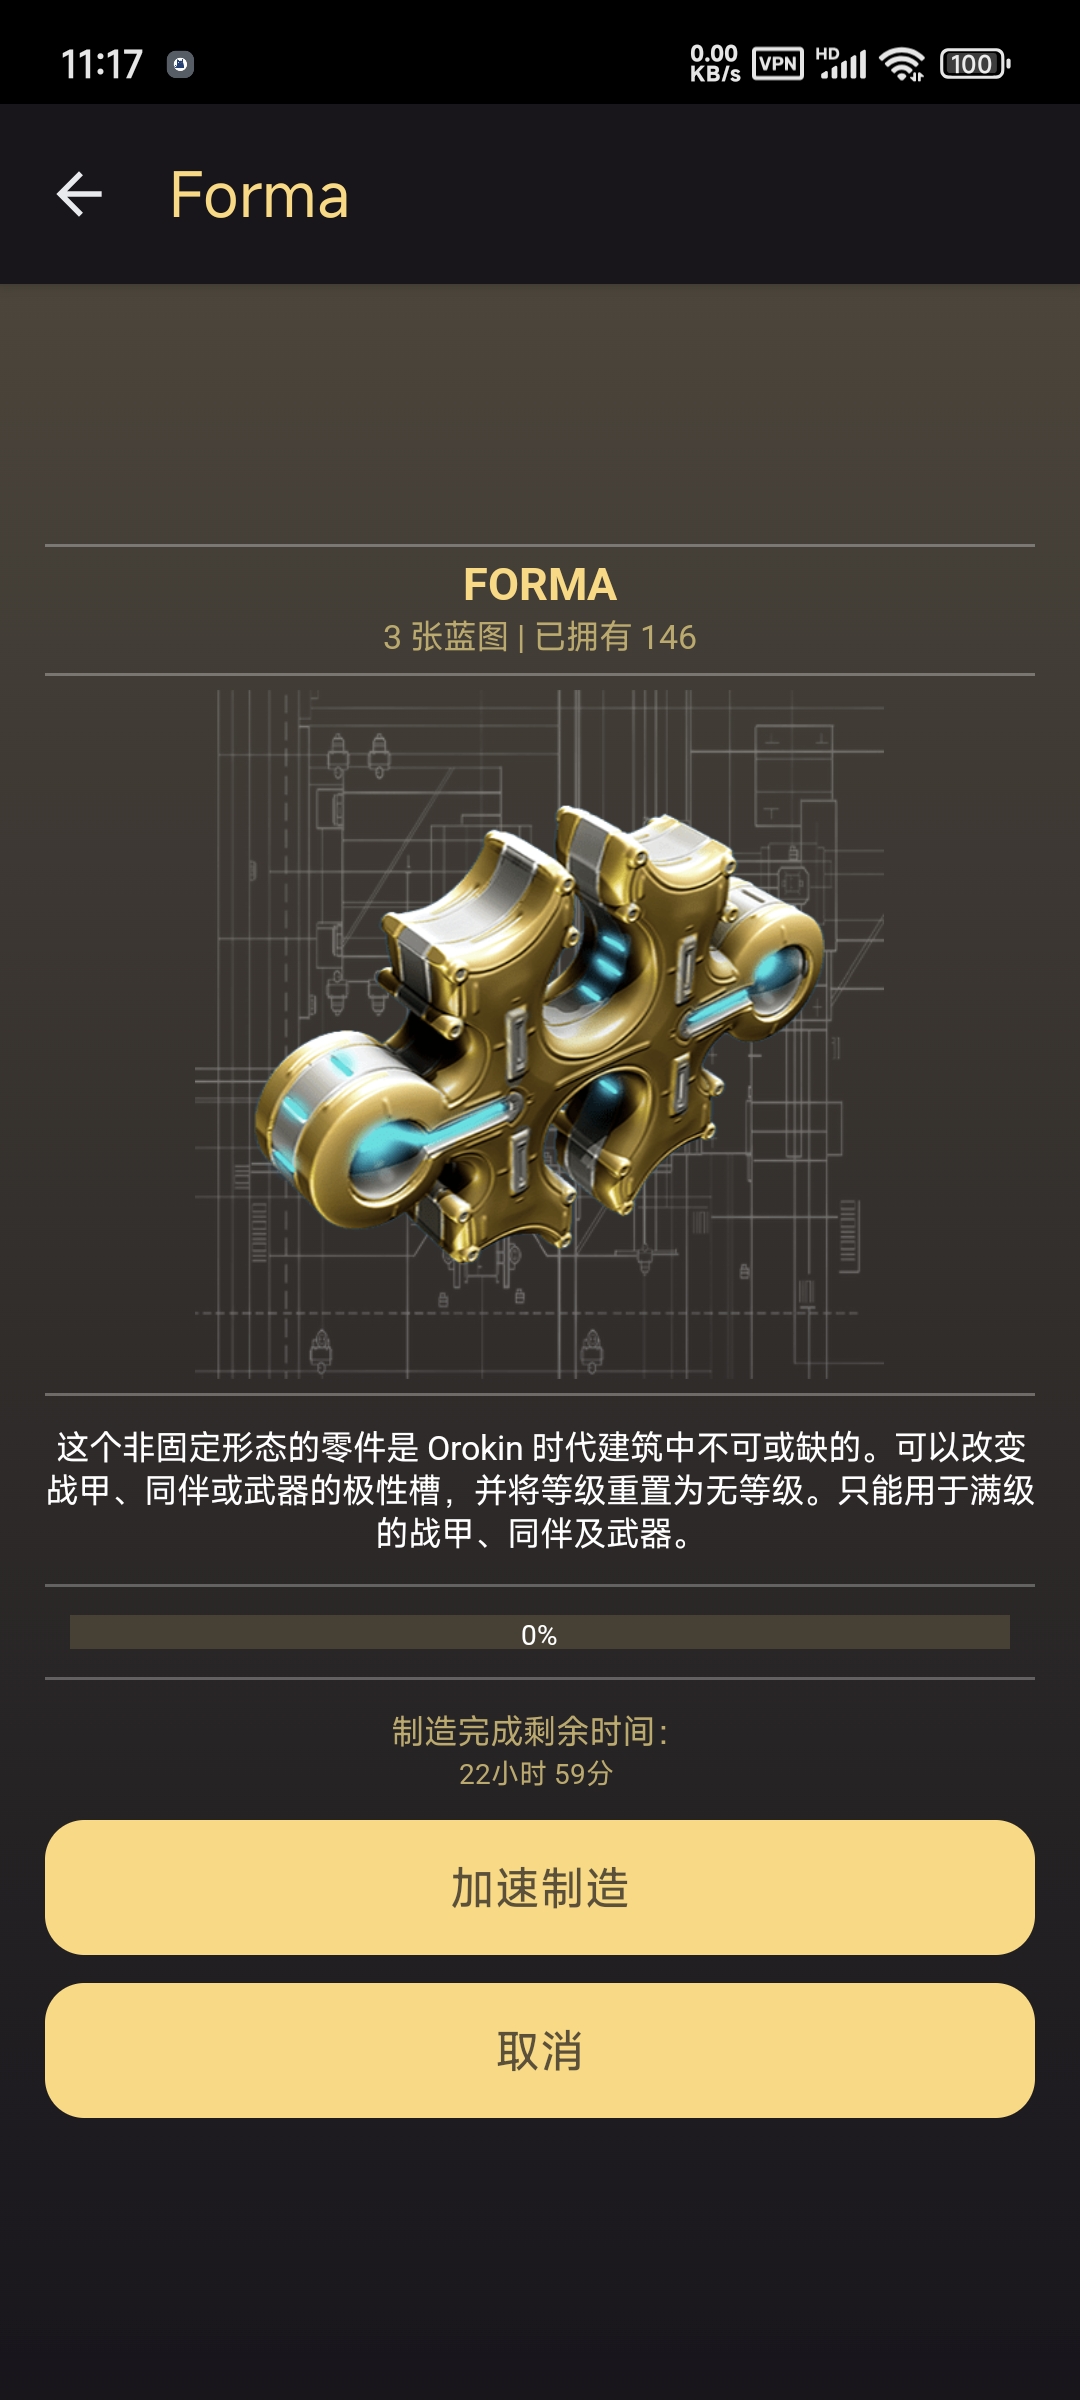 11:17
0.00
KB/s
VPN
HD
100
Forma
FORMA
3 张蓝图 | 已拥有 146
这个非固定形态的零件是 Orokin 时代建筑中不可或缺的。可以改变
战甲、同伴或武器的极性槽，并将等级重置为无等级。只能用于满级
的战甲、同伴及武器。
0%
制造完成剩余时间：
22小时 59分
加速制造
取消